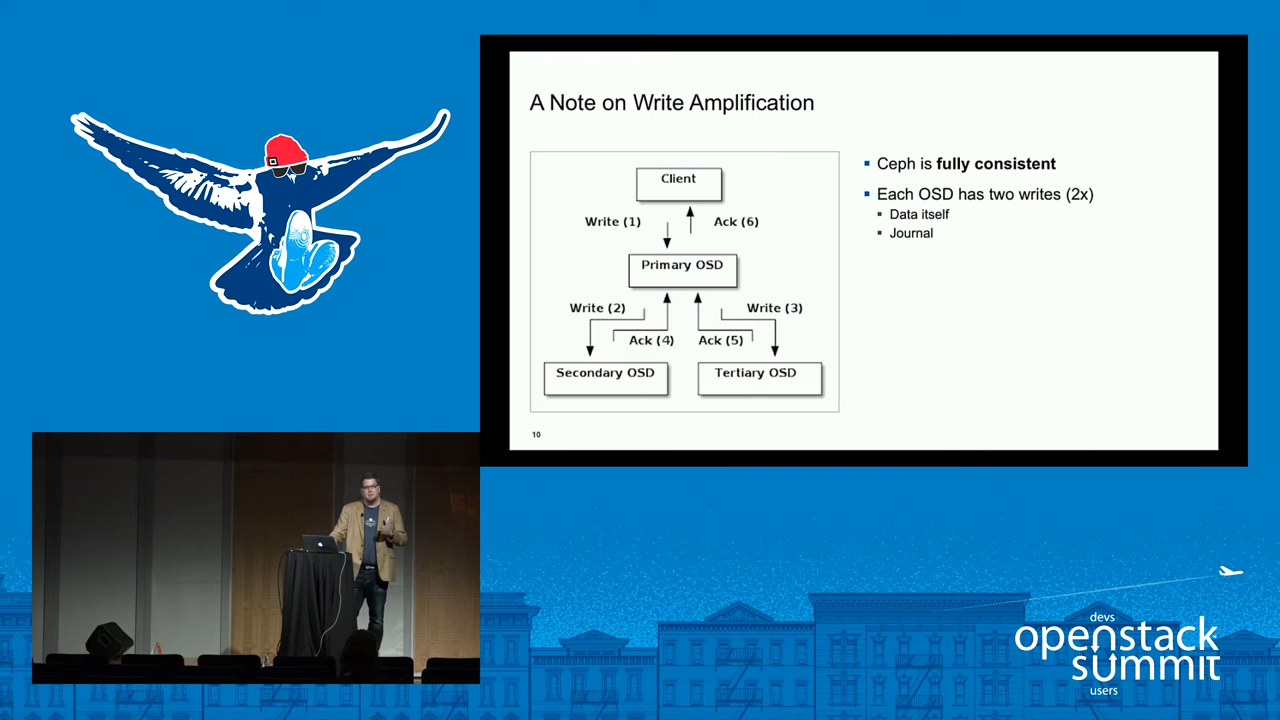 A Note on Write Amplification
Client
Write (1)
Ack (6)
Primary OSD
Write (2)
Write (3)
Ack (4)
Ack (5)
Secondary OSD
Tertiary OSD
Ceph is fully consistent
Each OSD has two writes (2x)
Data itself
Journal
10
devs
openstack
summit
users